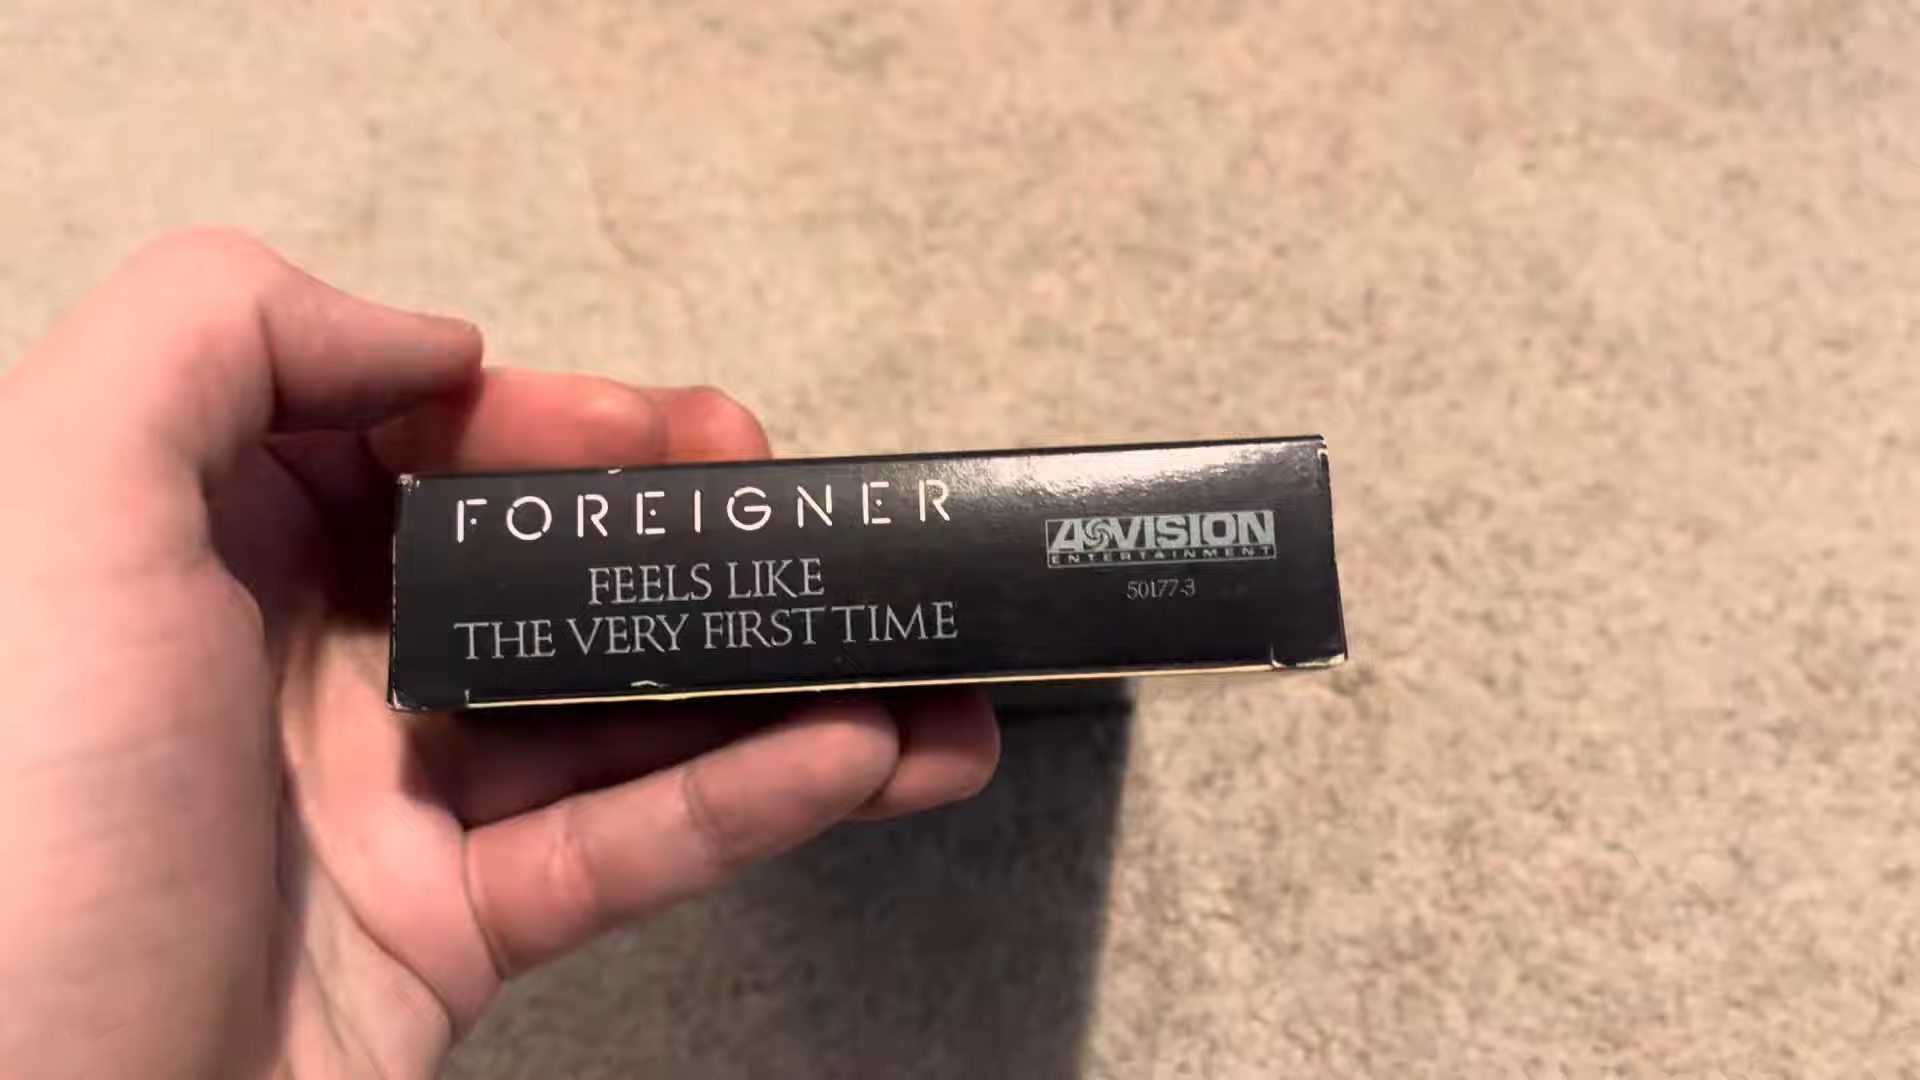 FOREIGNER
FEELS LIKE
THE VERY FIRST TIME
A*VISION
ENTERTAINMENT
50177-3